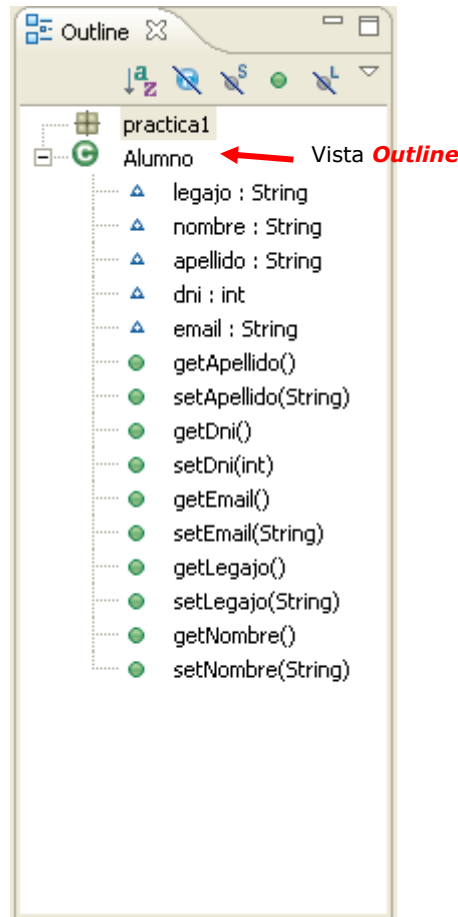 Outline
practica1
Alumno
Vista Outline
legajo : String
nombre : String
apellido : String
dni : int
email : String
getApellido()
setApellido(String)
getDni()
setDni(int)
getEmail()
setEmail(String)
getLegajo()
setLegajo(String)
getNombre()
setNombre(String)